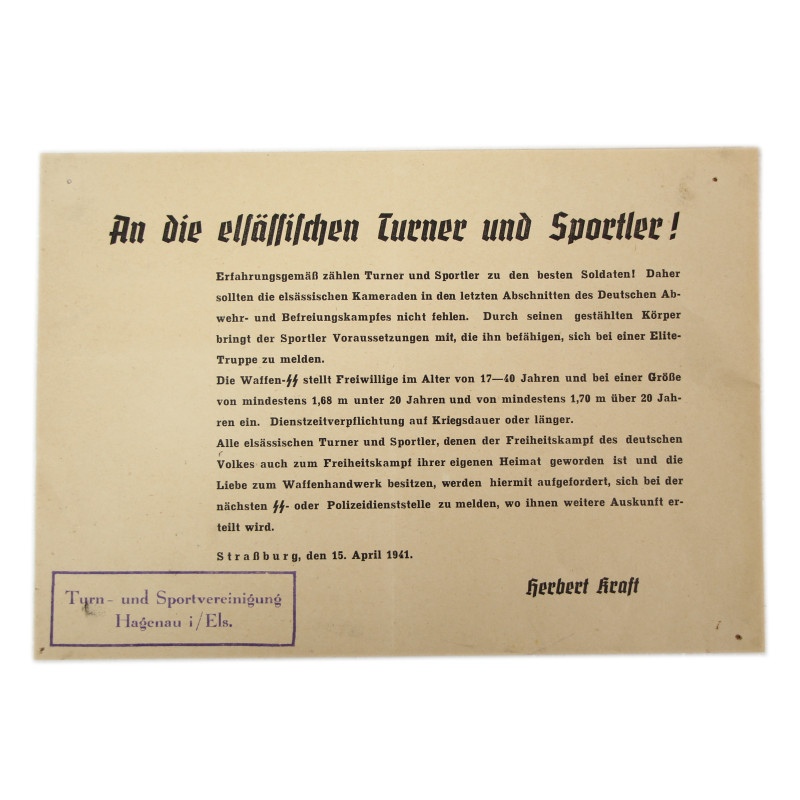 An die elsässischen Turner und Sportler!
Erfahrungsgemäß zählen Turner und Sportler zu den besten Soldaten! Daher
sollten die elsässischen Kameraden in den letzten Abschnitten des Deutschen Ab-
wehr- und Befreiungskampfes nicht fehlen. Durch seinen gestählten Körper
bringt der Sportler Voraussetzungen mit, die ihn befähigen, sich bei einer Elite-
Truppe zu melden.
Die Waffen-SS stellt Freiwillige im Alter von 17—40 Jahren und bei einer Größe
von mindestens 1,68 m unter 20 Jahren und von mindestens 1,70 m über 20 Jah-
ren ein. Dienstzeitverpflichtung auf Kriegsdauer oder länger.
Alle elsässischen Turner und Sportler, denen der Freiheitskampf des deutschen
Volkes auch zum Freiheitskampf ihrer eigenen Heimat geworden ist und die
Liebe zum Waffenhandwerk besitzen, werden hiermit aufgefordert, sich bei der
nächsten SS- oder Polizeidienststelle zu melden, wo ihnen weitere Auskunft er-
teilt wird.
Straßburg, den 15. April 1941.
Herbert Kraft
Turn- und Sportvereinigung
Hagenau i/Els.